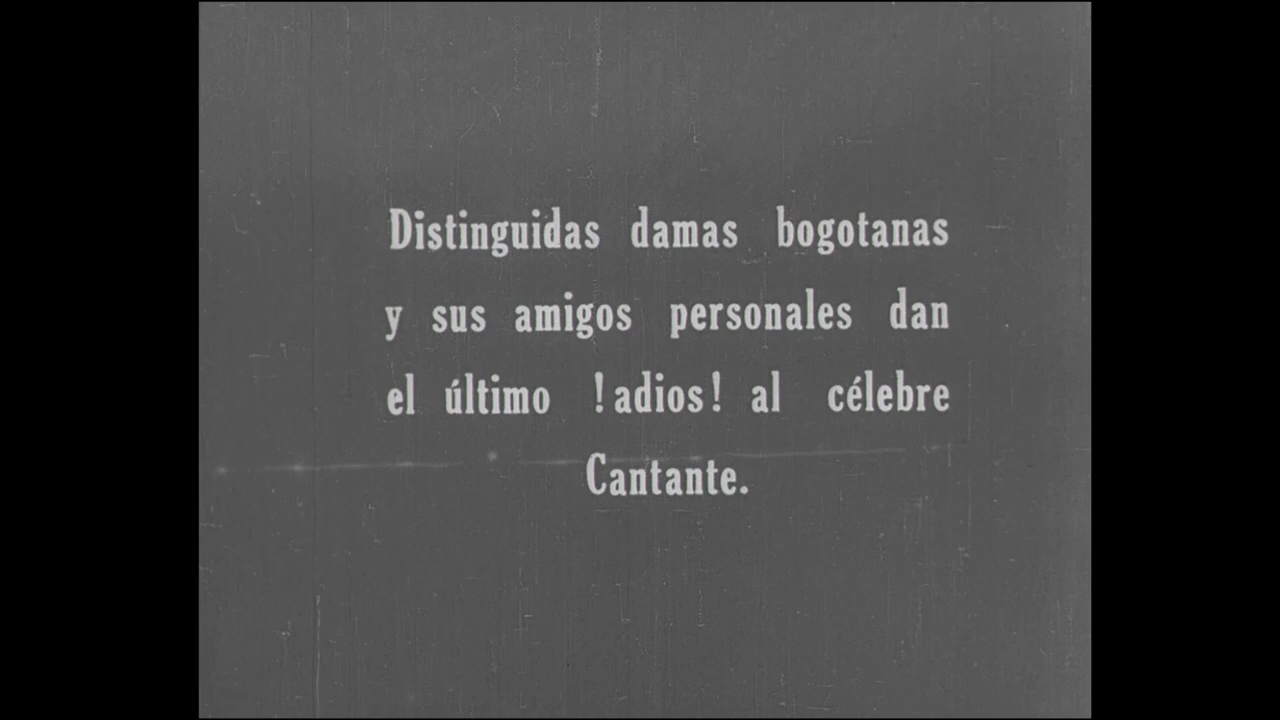 Distinguidas damas bogotanas
y sus amigos personales dan
el último !adios! al célebre
Cantante.